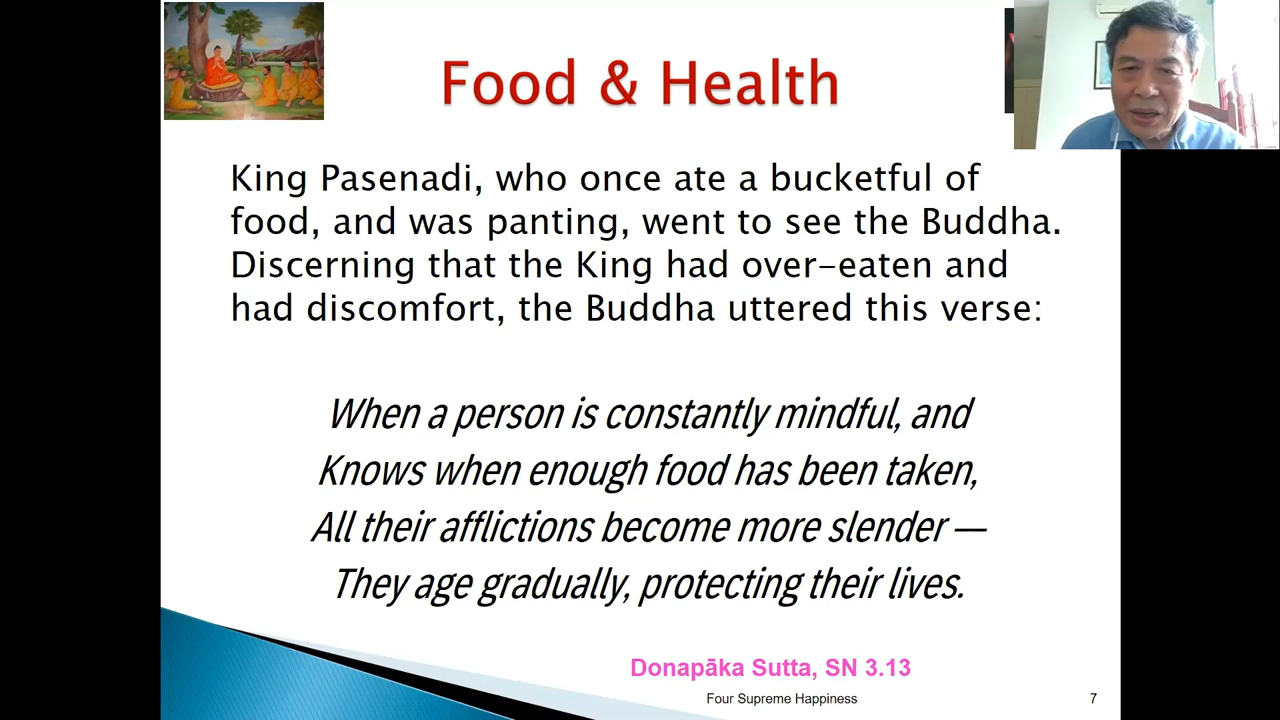 Food & Health
King Pasenadi, who once ate a bucketful of
food, and was panting, went to see the Buddha.
Discerning that the King had over-eaten and
had discomfort, the Buddha uttered this verse:
When a person is constantly mindful, and
Knows when enough food has been taken,
All their afflictions become more slender —
They age gradually, protecting their lives.
Donapāka Sutta, SN 3.13
Four Supreme Happiness
7